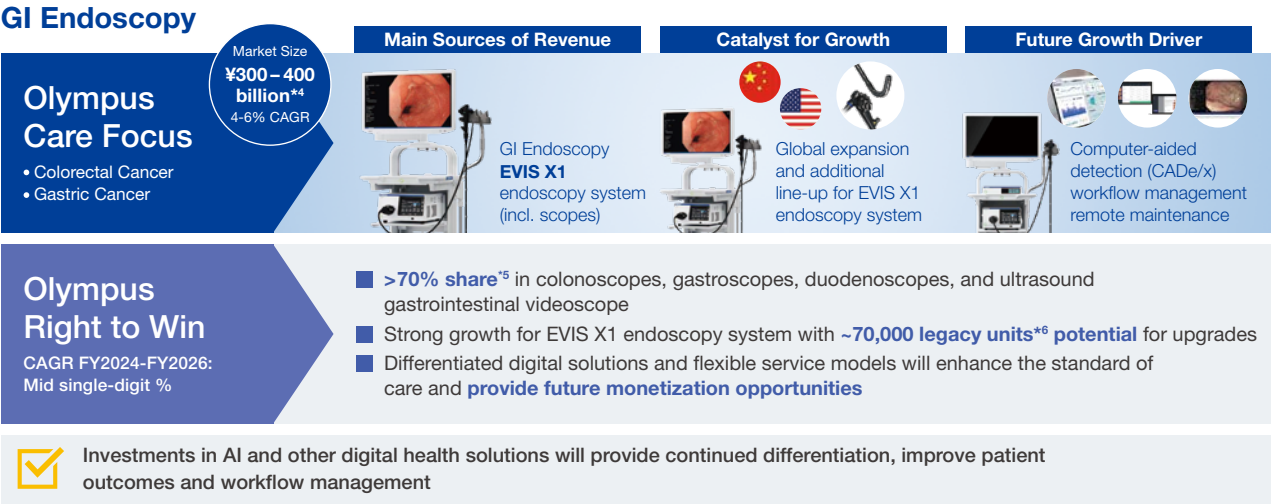 GI Endoscopy
Market Size
¥300–400
billion*4
4-6% CAGR
Olympus
Care Focus
• Colorectal Cancer
• Gastric Cancer
Main Sources of Revenue
GI Endoscopy
EVIS X1
endoscopy system
(incl. scopes)
Catalyst for Growth
Global expansion
and additional
line-up for EVIS X1
endoscopy system
Future Growth Driver
Computer-aided
detection (CADe/x)
workflow management
remote maintenance
Olympus
Right to Win
CAGR FY2024-FY2026:
Mid single-digit %
>70% share*5 in colonoscopes, gastroscopes, duodenoscopes, and ultrasound
gastrointestinal videoscope
Strong growth for EVIS X1 endoscopy system with ~70,000 legacy units*6 potential for upgrades
Differentiated digital solutions and flexible service models will enhance the standard of
care and provide future monetization opportunities
Investments in AI and other digital health solutions will provide continued differentiation, improve patient
outcomes and workflow management